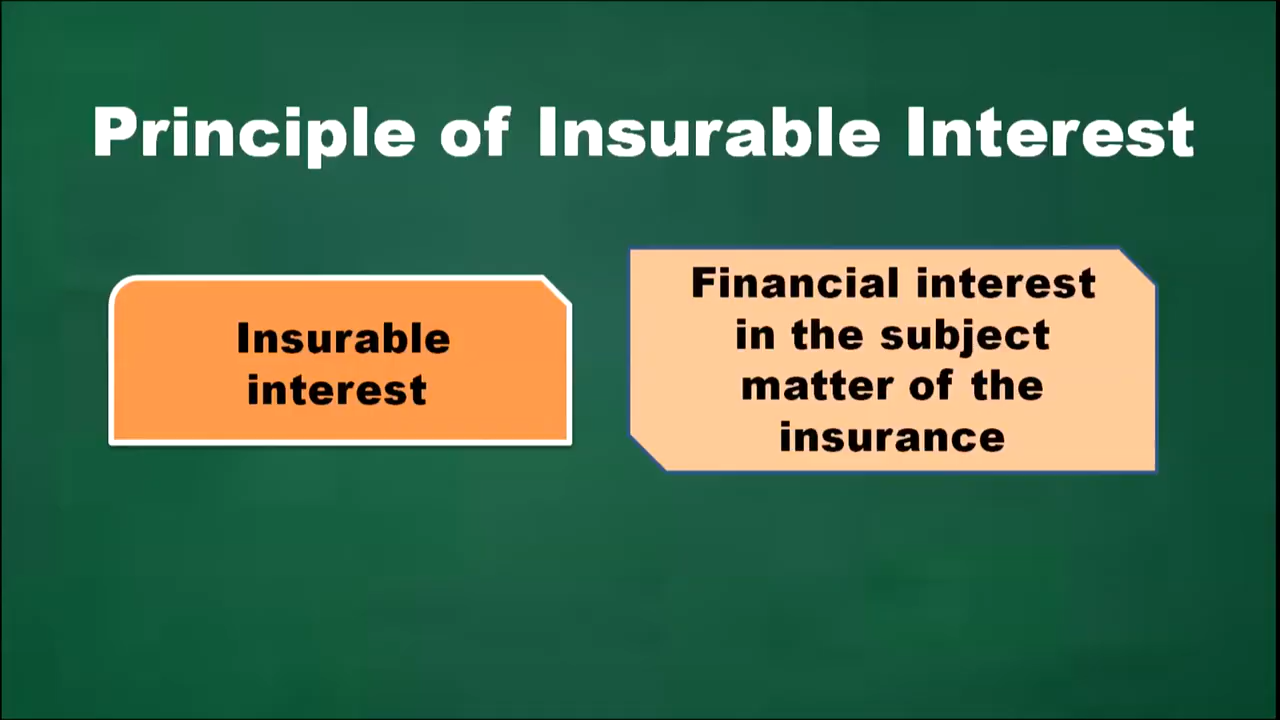 Principle of Insurable Interest
Insurable
interest
Financial interest
in the subject
matter of the
insurance